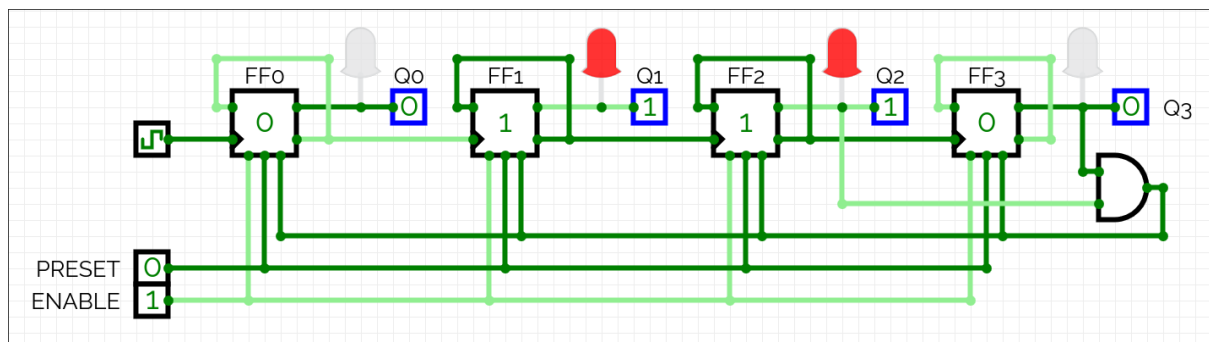 FF0 Q0 FF1 Q1 FF2 Q2 FF3
0 0 1 1 1 1 0 0 Q3
PRESET 0
ENABLE 1